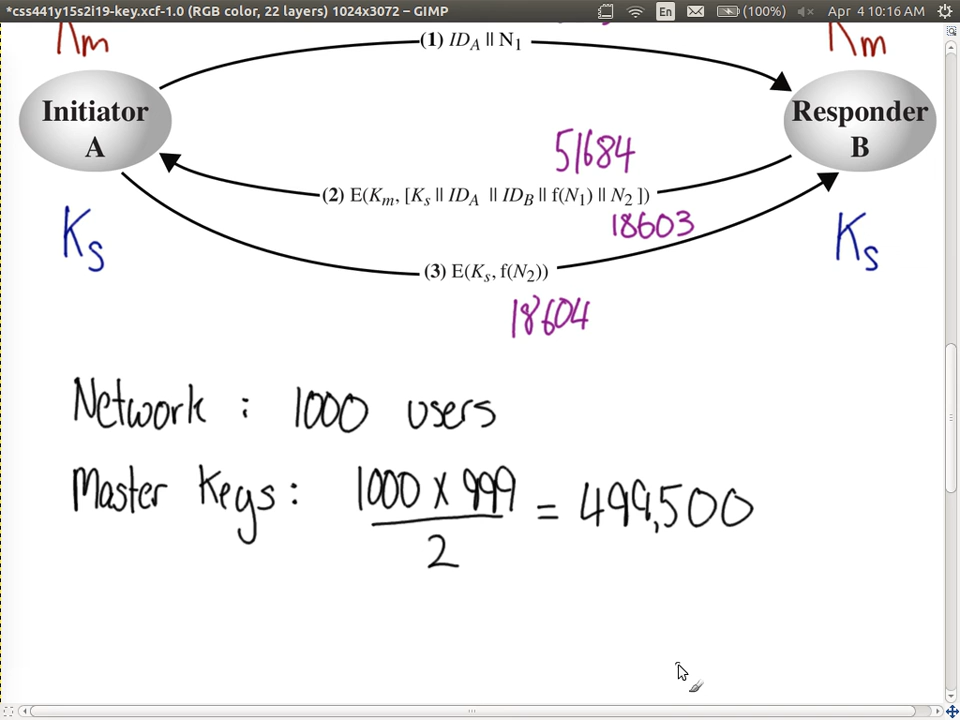 *css441y15s2i19-key.xcf-1.0 (RGB color, 22 layers) 1024x3072 – GIMP En (100%) Apr 4 10:16 AM
Km Km
(1) IDA || N1
Initiator Responder
A B
51684
(2) E(Km, [Ks || IDA || IDB || f(N1) || N2 ])
18603
Ks Ks
(3) E(Ks, f(N2))
18604
Network : 1000 users
Master Keys : 1000 x 999 = 499,500
2